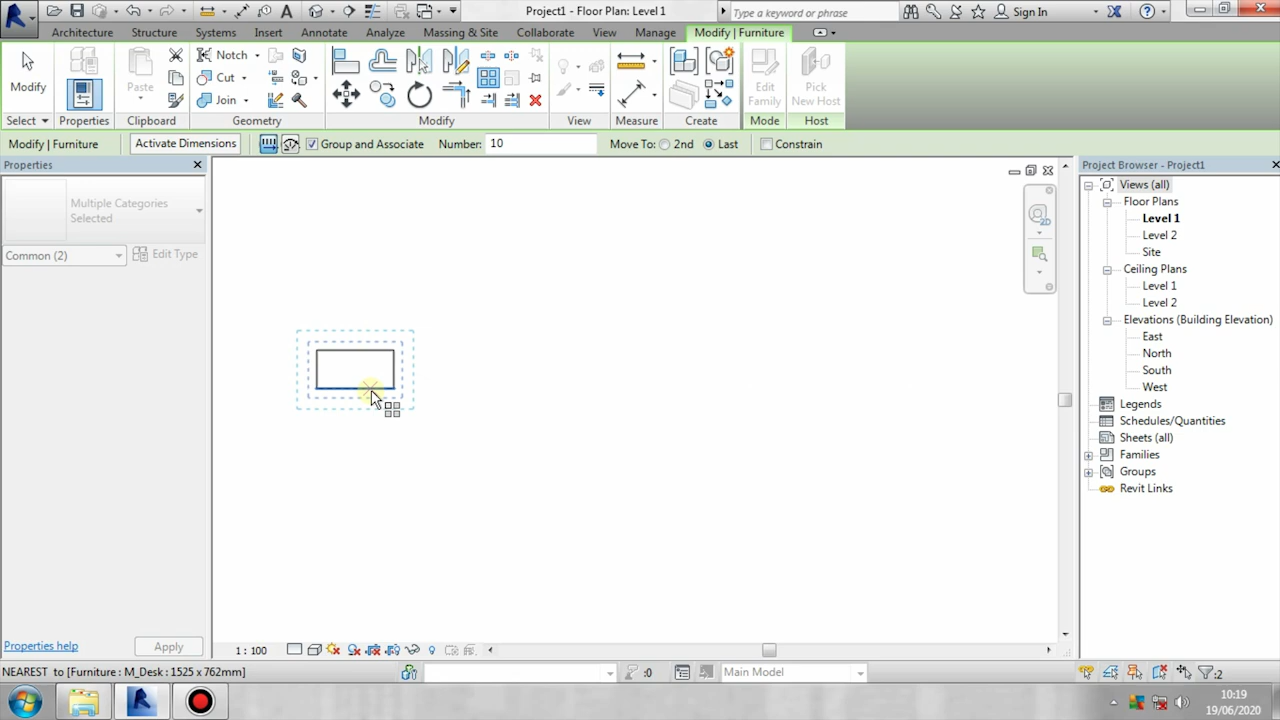 Project1 - Floor Plan: Level 1
Type a keyword or phrase
Sign In
Architecture Structure Systems Insert Annotate Analyze Massing & Site Collaborate View Manage Modify | Furniture
Modify
Paste
Notch
Cut
Join
Edit Family
Pick New Host
Select Properties Clipboard Geometry Modify View Measure Create Mode Host
Modify | Furniture Activate Dimensions Group and Associate Number: 10 Move To: 2nd Last Constrain
Properties
Multiple Categories
Selected
Common (2) Edit Type
Properties help Apply
2D
Project Browser - Project1
Views (all)
Floor Plans
Level 1
Level 2
Site
Ceiling Plans
Level 1
Level 2
Elevations (Building Elevation)
East
North
South
West
Legends
Schedules/Quantities
Sheets (all)
Families
Groups
Revit Links
1 : 100
NEAREST to [Furniture : M_Desk : 1525 x 762mm] :0 Main Model :2
10:19
19/06/2020